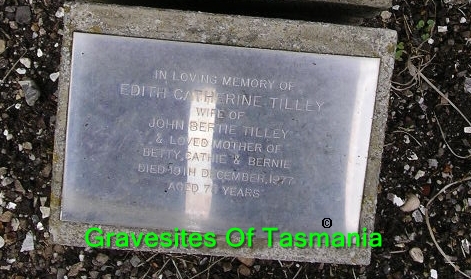 IN LOVING MEMORY OF
EDITH CATHERINE TILLEY
WIFE OF
JOHN BERTIE TILLEY
& LOVED MOTHER OF
BETTY, CATHIE & BERNIE
DIED 19TH DECEMBER, 1977
AGED 76 YEARS
©
Gravesites Of Tasmania